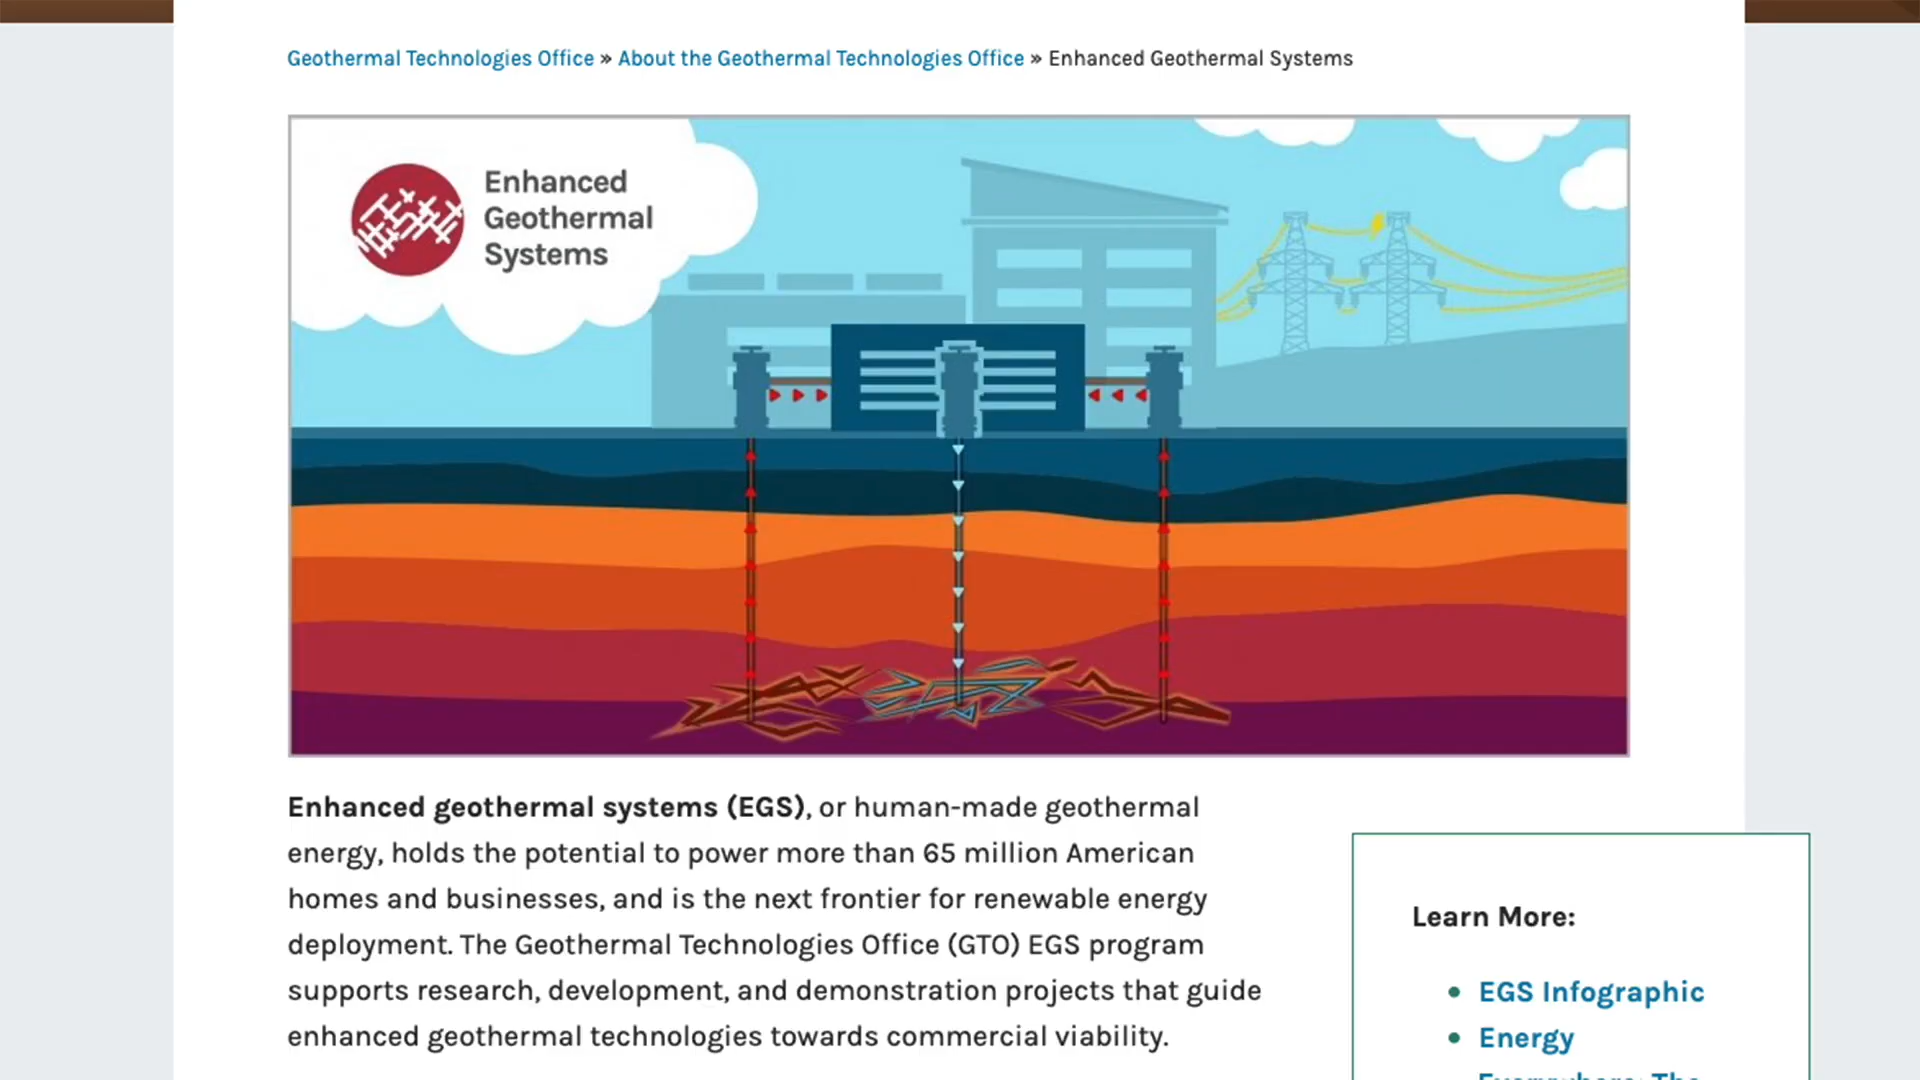 Geothermal Technologies Office » About the Geothermal Technologies Office » Enhanced Geothermal Systems
Enhanced
Geothermal
Systems
Enhanced geothermal systems (EGS), or human-made geothermal
energy, holds the potential to power more than 65 million American
homes and businesses, and is the next frontier for renewable energy
deployment. The Geothermal Technologies Office (GTO) EGS program
supports research, development, and demonstration projects that guide
enhanced geothermal technologies towards commercial viability.
Learn More:
EGS Infographic
Energy